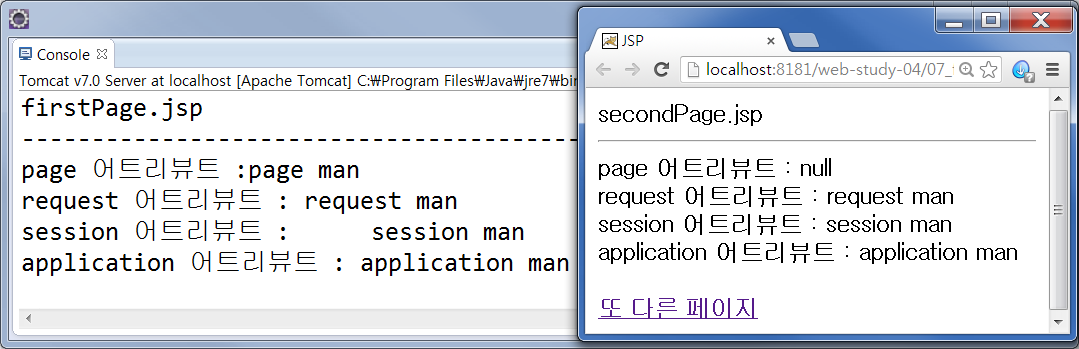 Console
Tomcat v7.0 Server at localhost [Apache Tomcat] C:₩Program Files₩Java₩jre7₩bin
firstPage.jsp
--------------------------------------------
page 어트리뷰트 :page man
request 어트리뷰트 : request man
session 어트리뷰트 :     session man
application 어트리뷰트 : application man
JSP
localhost:8181/web-study-04/07_
secondPage.jsp
page 어트리뷰트 : null
request 어트리뷰트 : request man
session 어트리뷰트 : session man
application 어트리뷰트 : application man
또 다른 페이지